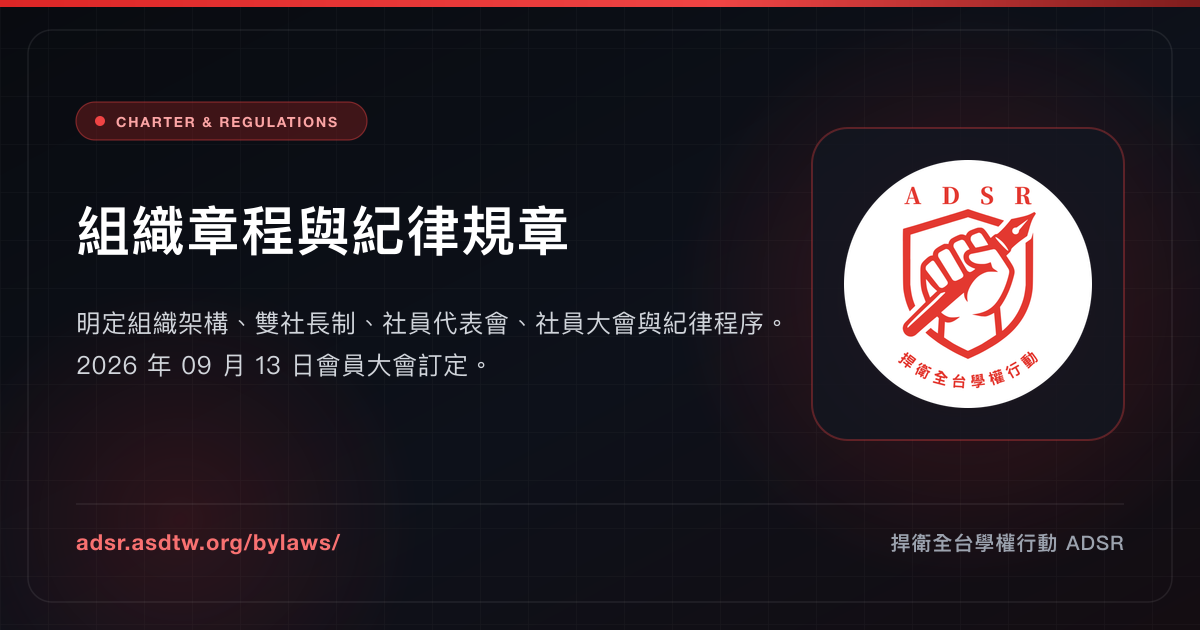 CHARTER & REGULATIONS
組織章程與紀律規章
明定組織架構、雙社長制、社員代表會、社員大會與紀律程序。
2026 年 09 月 13 日會員大會訂定。
A D S R
捍衛全台學權行動
adsr.asdtw.org/bylaws/
捍衛全台學權行動 ADSR